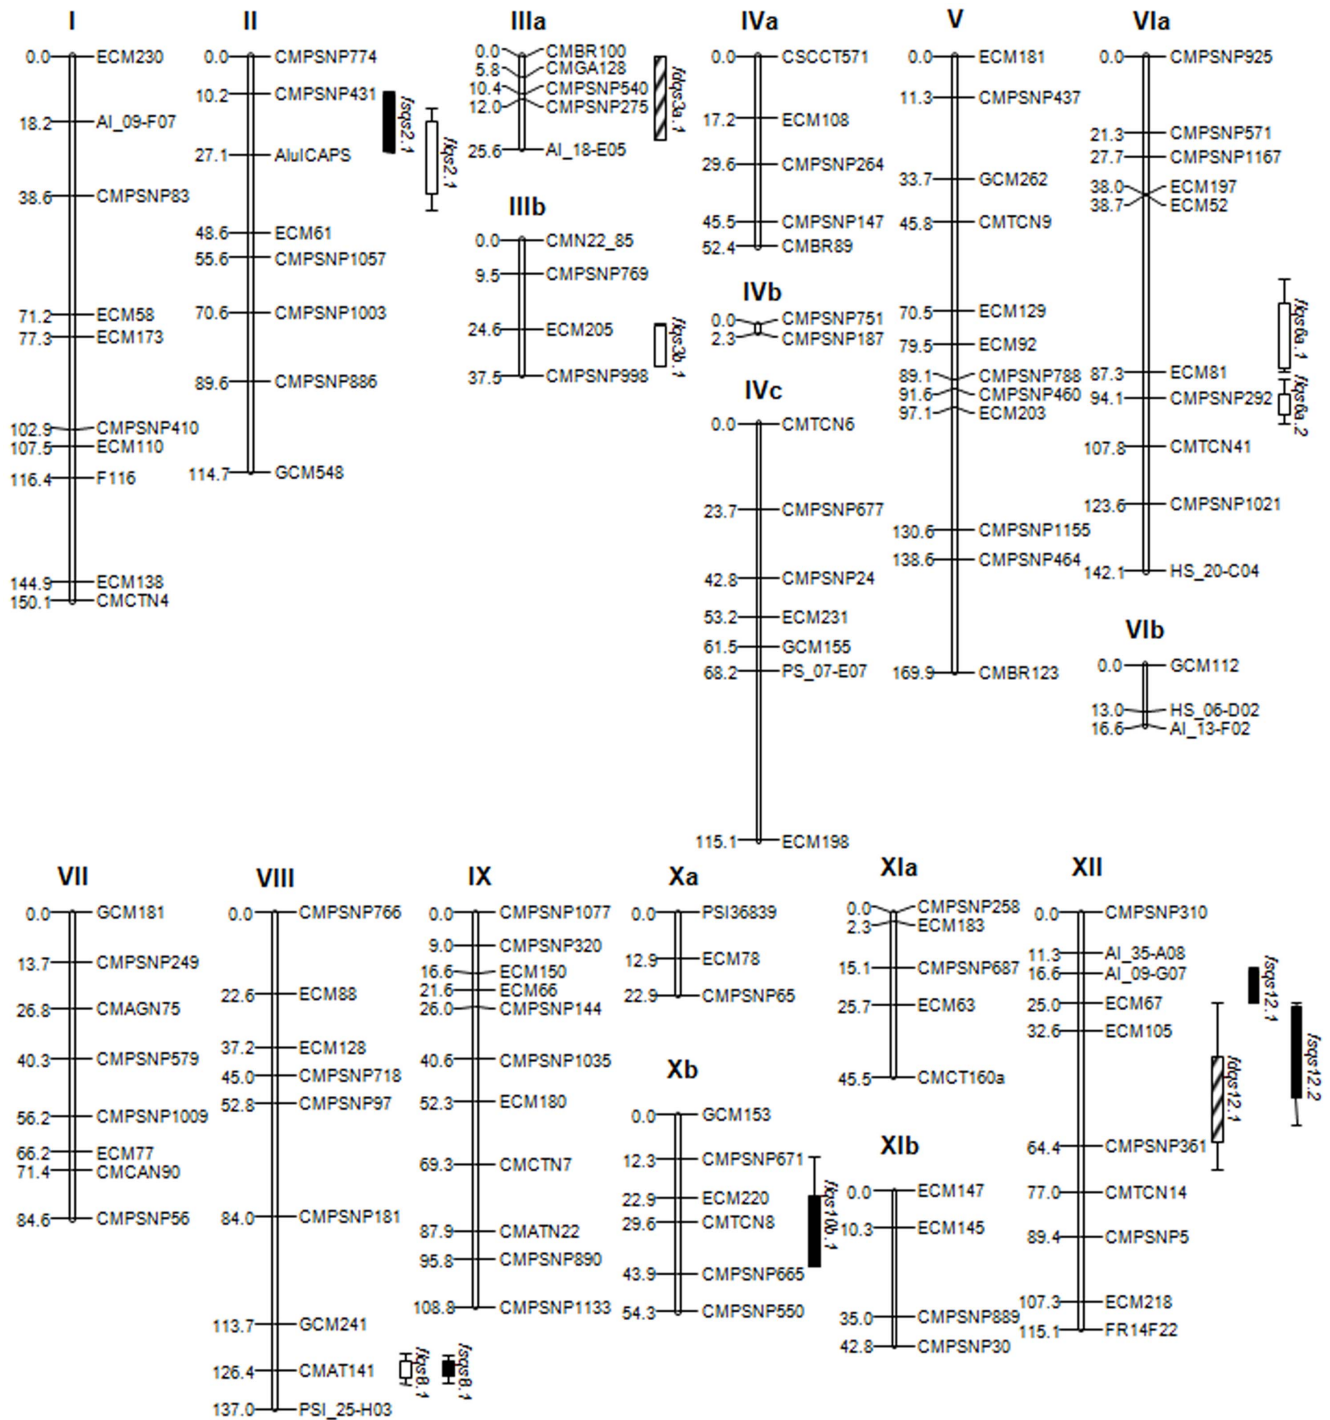 I
0.0 ECM230
18.2 AI_09-F07
38.6 CMPSNP83
71.2 ECM58
77.3 ECM173
102.9 CMPSNP410
107.5 ECM110
116.4 F116
144.9 ECM138
150.1 CMCTN4
II
0.0 CMPSNP774
10.2 CMPSNP431
27.1 AluICAPS
48.6 ECM61
55.6 CMPSNP1057
70.6 CMPSNP1003
89.6 CMPSNP886
114.7 GCM548
fsqs2.1
flqs2.1
IIIa
0.0 CMBR100
5.8 CMGA128
10.4 CMPSNP540
12.0 CMPSNP275
25.6 AI_18-E05
fdqs3a.1
IIIb
0.0 CMN22_85
9.5 CMPSNP769
24.6 ECM205
37.5 CMPSNP998
flqs3b.1
IVa
0.0 CSCCT571
17.2 ECM108
29.6 CMPSNP264
45.5 CMPSNP147
52.4 CMBR89
IVb
0.0 CMPSNP751
2.3 CMPSNP187
IVc
0.0 CMTCN6
23.7 CMPSNP677
42.8 CMPSNP24
53.2 ECM231
61.5 GCM155
68.2 PS_07-E07
115.1 ECM198
V
0.0 ECM181
11.3 CMPSNP437
33.7 GCM262
45.8 CMTCN9
70.5 ECM129
79.5 ECM92
89.1 CMPSNP788
91.6 CMPSNP460
97.1 ECM203
130.6 CMPSNP1155
138.6 CMPSNP464
169.9 CMBR123
VIa
0.0 CMPSNP925
21.3 CMPSNP571
27.7 CMPSNP1167
38.0 ECM197
38.7 ECM52
87.3 ECM81
94.1 CMPSNP292
107.8 CMTCN41
123.6 CMPSNP1021
142.1 HS_20-C04
flqs6a.1
flqs6a.2
VIb
0.0 GCM112
13.0 HS_06-D02
16.6 AI_13-F02
VII
0.0 GCM181
13.7 CMPSNP249
26.8 CMAGN75
40.3 CMPSNP579
56.2 CMPSNP1009
66.2 ECM77
71.4 CMCAN90
84.6 CMPSNP56
VIII
0.0 CMPSNP766
22.6 ECM88
37.2 ECM128
45.0 CMPSNP718
52.8 CMPSNP97
84.0 CMPSNP181
113.7 GCM241
126.4 CMAT141
137.0 PSI_25-H03
flqs8.1
fsqs8.1
IX
0.0 CMPSNP1077
9.0 CMPSNP320
16.6 ECM150
21.6 ECM66
26.0 CMPSNP144
40.6 CMPSNP1035
52.3 ECM180
69.3 CMCTN7
87.9 CMATN22
95.8 CMPSNP890
108.8 CMPSNP1133
Xa
0.0 PSI36839
12.9 ECM78
22.9 CMPSNP65
Xb
0.0 GCM153
12.3 CMPSNP671
22.9 ECM220
29.6 CMTCN8
43.9 CMPSNP665
54.3 CMPSNP550
flqs10b.1
XIa
0.0 CMPSNP258
2.3 ECM183
15.1 CMPSNP687
25.7 ECM63
45.5 CMCT160a
XIb
0.0 ECM147
10.3 ECM145
35.0 CMPSNP889
42.8 CMPSNP30
XII
0.0 CMPSNP310
11.3 AI_35-A08
16.6 AI_09-G07
25.0 ECM67
32.6 ECM105
64.4 CMPSNP361
77.0 CMTCN14
89.4 CMPSNP5
107.3 ECM218
115.1 FR14F22
fdqs12.1
fsqs12.1
fsqs12.2